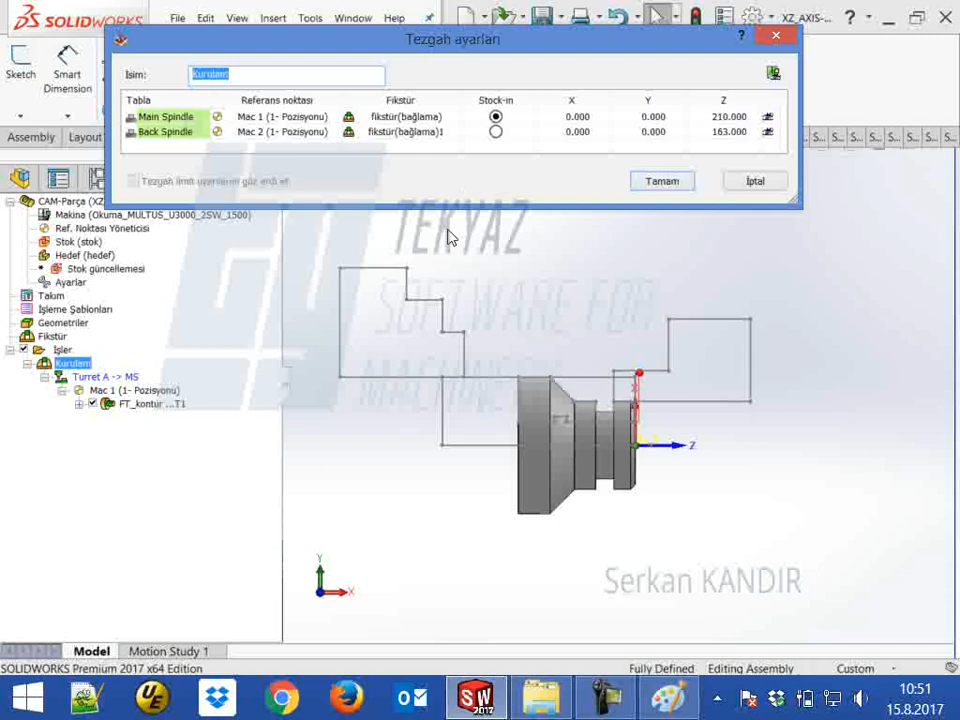 SOLIDWORKS
File Edit View Insert Tools Window Help
XZ_AXIS-...
?
Sketch
Smart
Dimension
Assembly
Layout
Tezgah ayarları
?
İsim:
Kurulam
Tabla Referans noktası Fikstür Stock-in X Y Z
Main Spindle Mac 1 (1- Pozisyonu) fikstür(bağlama) 0.000 0.000 210.000
Back Spindle Mac 2 (1- Pozisyonu) fikstür(bağlama)1 0.000 0.000 163.000
Tezgah limit uyarılarını göz ardı et
Tamam
İptal
CAM-Parça (XZ
Makina (Okuma_MULTUS_U3000_2SW_1500)
Ref. Noktası Yöneticisi
Stok (stok)
Hedef (hedef)
Stok güncellemesi
Ayarlar
Takım
İşleme Şablonları
Geometriler
Fikstür
İşler
Kurulam
Turret A -> MS
Mac 1 (1- Pozisyonu)
FT_kontur ...T1
TEKYAZ
SOFTWARE FOR
X
Z
Y
X
Serkan KANDIR
Model
Motion Study 1
SOLIDWORKS Premium 2017 x64 Edition
Fully Defined
Editing Assembly
Custom
SW
2017
10:51
15.8.2017